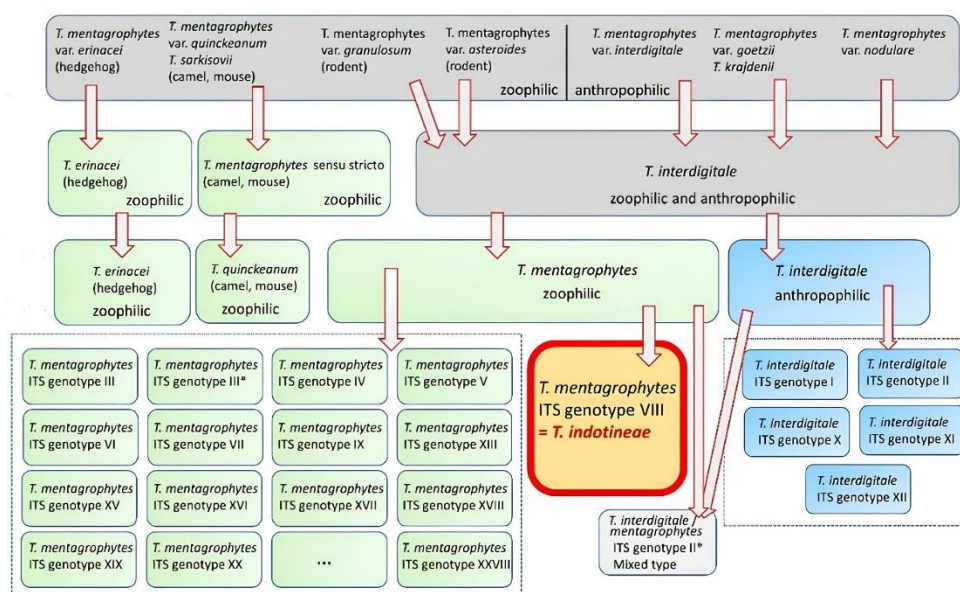 T. mentagrophytes
var. erinacei
(hedgehog)
T. mentagrophytes
var. quinckeanum
T. sarkisovii
(camel, mouse)
T. mentagrophytes
var. granulosum
(rodent)
T. mentagrophytes
var. asteroides
(rodent)
zoophilic
T. mentagrophytes
var. interdigitale
anthropophilic
T. mentagrophytes
var. goetzii
T. krajdenii
T. mentagrophytes
var. nodulare
T. erinacei
(hedgehog)
zoophilic
T. mentagrophytes sensu stricto
(camel, mouse)
zoophilic
T. interdigitale
zoophilic and anthropophilic
T. erinacei
(hedgehog)
zoophilic
T. quinckeanum
(camel, mouse)
zoophilic
T. mentagrophytes
zoophilic
T. interdigitale
anthropophilic
T. mentagrophytes
ITS genotype III
T. mentagrophytes
ITS genotype III*
T. mentagrophytes
ITS genotype IV
T. mentagrophytes
ITS genotype V
T. mentagrophytes
ITS genotype VI
T. mentagrophytes
ITS genotype VII
T. mentagrophytes
ITS genotype IX
T. mentagrophytes
ITS genotype XIII
T. mentagrophytes
ITS genotype XV
T. mentagrophytes
ITS genotype XVI
T. mentagrophytes
ITS genotype XVII
T. mentagrophytes
ITS genotype XVIII
T. mentagrophytes
ITS genotype XIX
T. mentagrophytes
ITS genotype XX
...
T. mentagrophytes
ITS genotype XXVIII
T. mentagrophytes
ITS genotype VIII
= T. indotineae
T. interdigitale /
mentagrophytes
ITS genotype II*
Mixed type
T. interdigitale
ITS genotype I
T. interdigitale
ITS genotype II
T. interdigitale
ITS genotype X
T. interdigitale
ITS genotype XI
T. interdigitale
ITS genotype XII